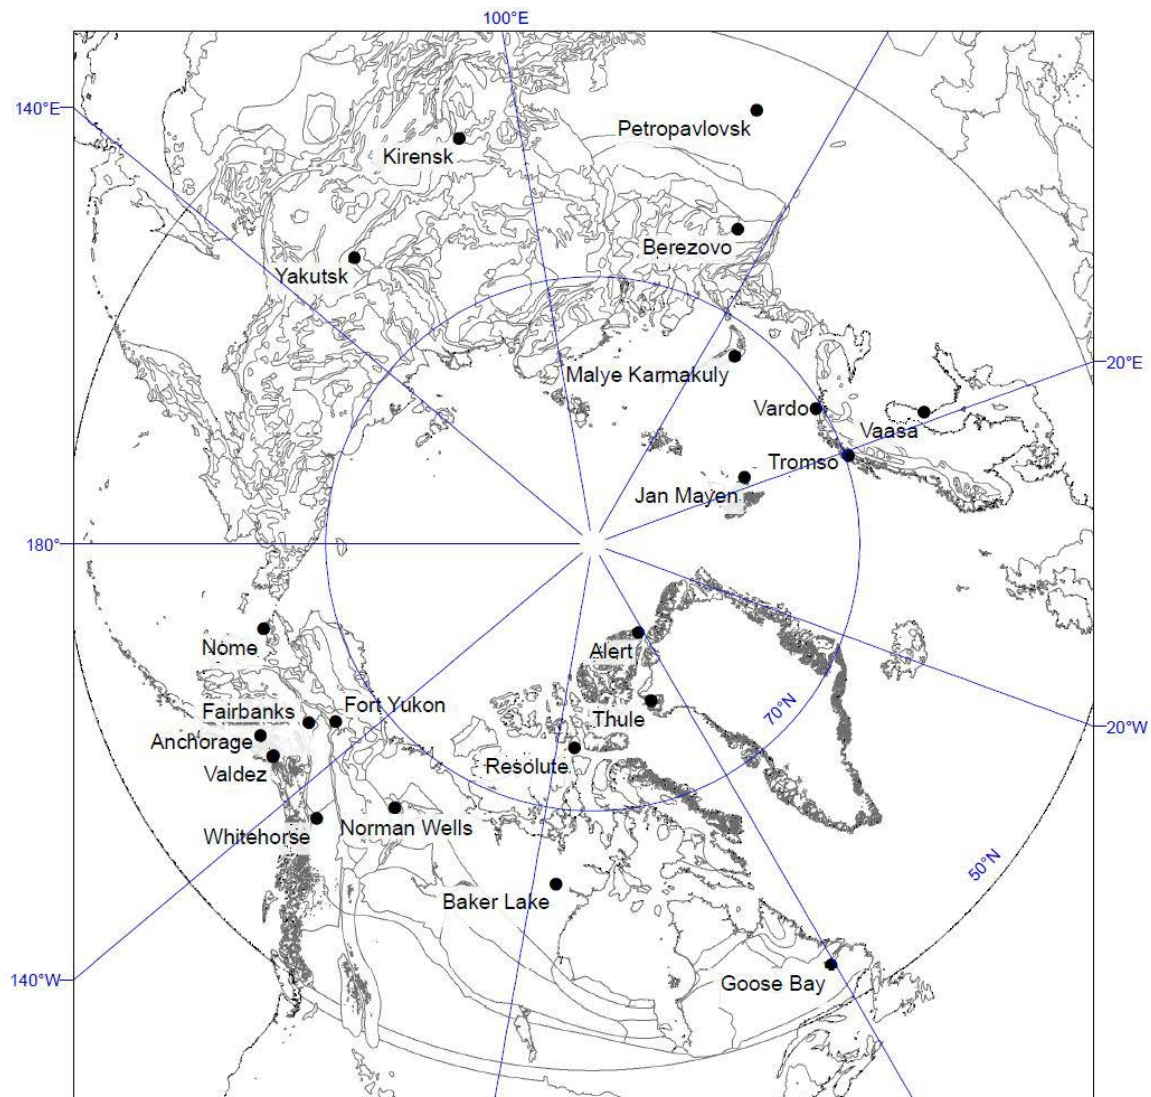 100°E
140°E
Petropavlovsk
Kirensk
Berezovo
Yakutsk
20°E
Malye Karmakuly
Vardo
Vaasa
Tromso
Jan Mayen
180°
Nome
Alert
Fort Yukon
Fairbanks
Thule
70°N
20°W
Anchorage
Resolute
Valdez
Norman Wells
Whitehorse
50°N
Baker Lake
140°W
Goose Bay